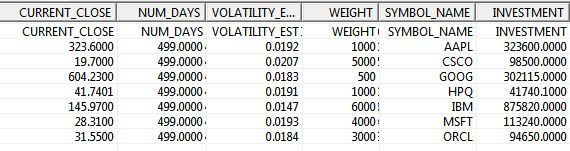 CURRENT_CLOSE NUM_DAYS VOLATILITY_E... WEIGHT SYMBOL_NAME INVESTMENT
CURRENT_CLOSE NUM_DAYS VOLATILITY_EST WEIGHT SYMBOL_NAME INVESTMENT
323.6000 499.0000 0.0192 1000 AAPL 323600.0000
19.7000 499.0000 0.0207 5000 CSCO 98500.0000
604.2300 499.0000 0.0183 500 GOOG 302115.0000
41.7401 499.0000 0.0191 1000 HPQ 41740.1000
145.9700 499.0000 0.0147 6000 IBM 875820.0000
28.3100 499.0000 0.0193 4000 MSFT 113240.0000
31.5500 499.0000 0.0184 3000 ORCL 94650.0000